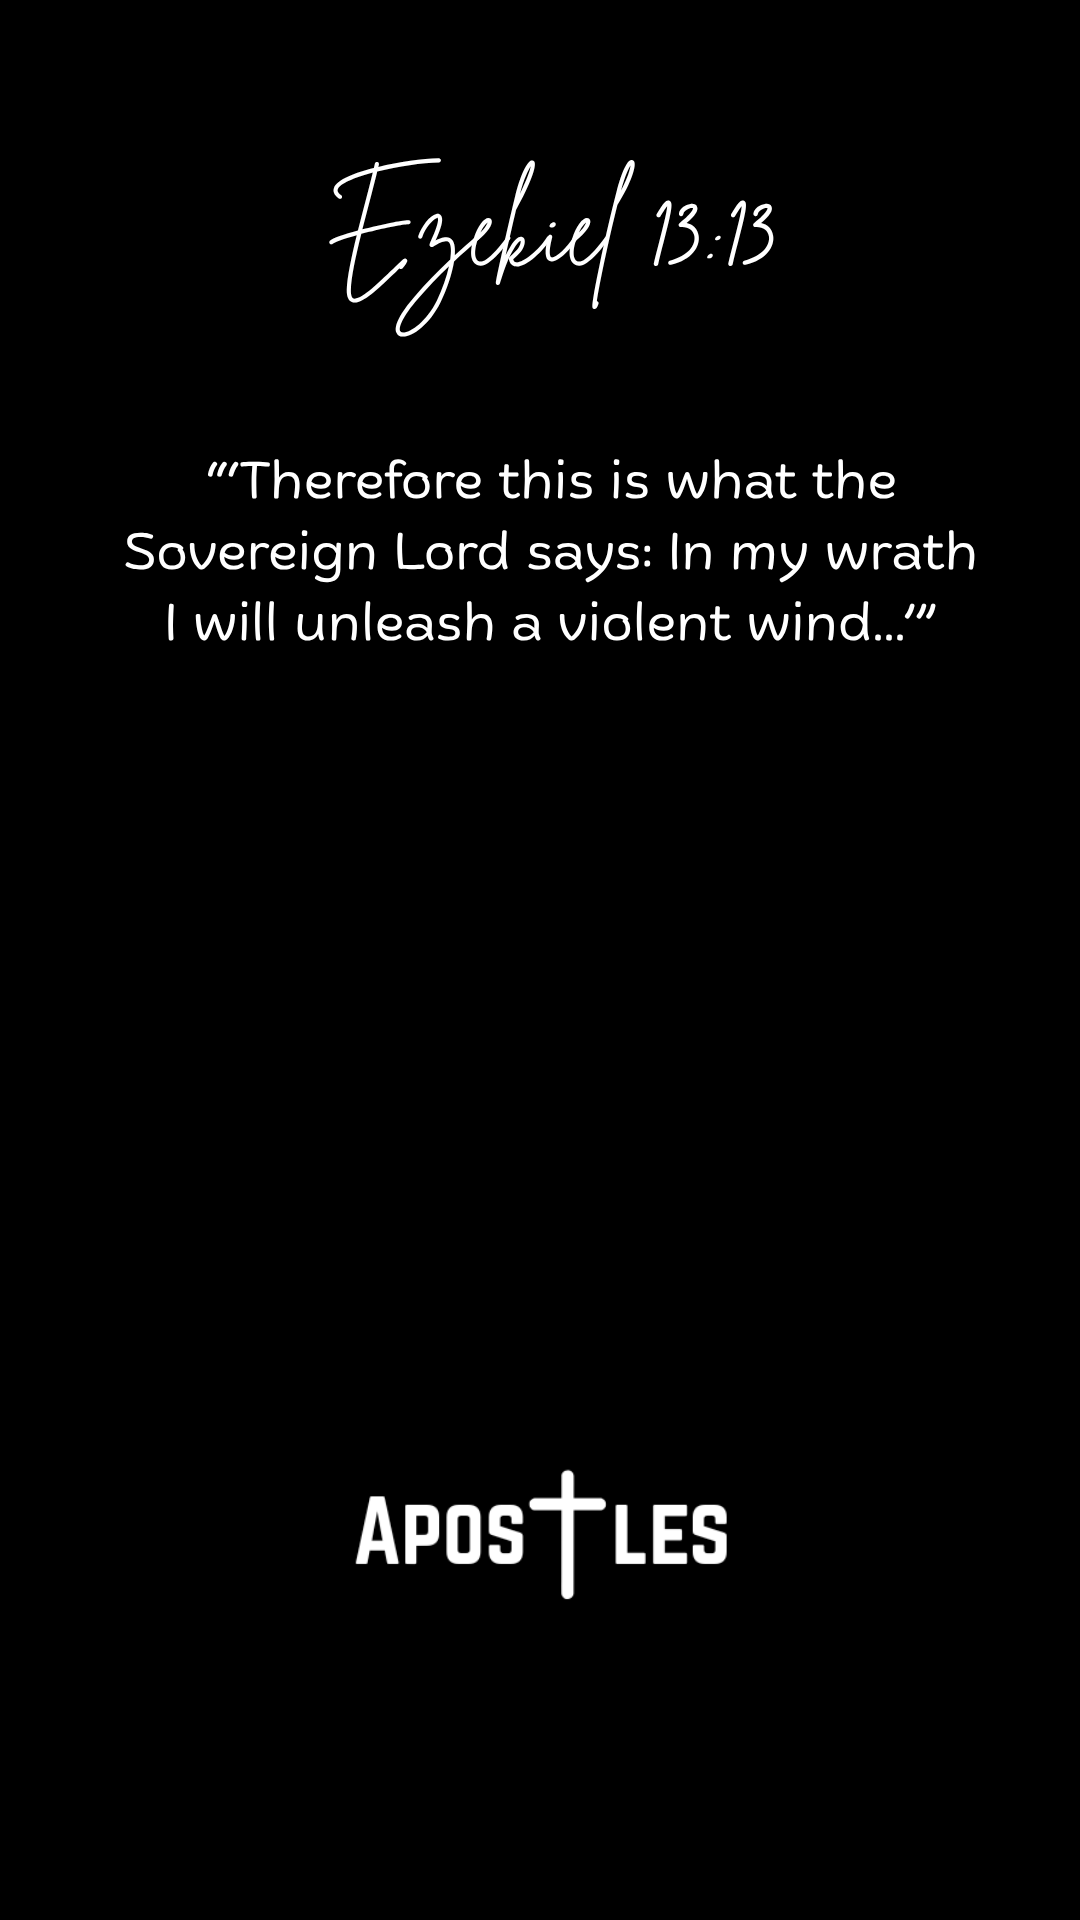 Ezekiel 13:13
“‘Therefore this is what the
Sovereign Lord says: In my wrath
I will unleash a violent wind...’”
APOSTLES